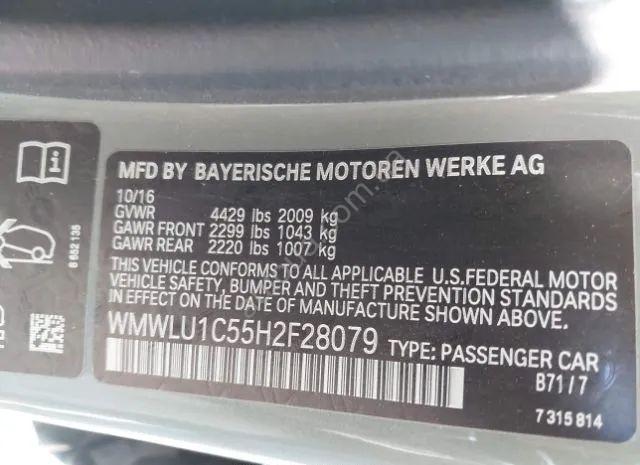 MFD BY BAYERISCHE MOTOREN WERKE AG
10/16
GVWR 4429 lbs 2009 kg
GAWR FRONT 2299 lbs 1043 kg
GAWR REAR 2220 lbs 1007 kg
THIS VEHICLE CONFORMS TO ALL APPLICABLE U.S.FEDERAL MOTOR
VEHICLE SAFETY, BUMPER AND THEFT PREVENTION STANDARDS
IN EFFECT ON THE DATE OF MANUFACTURE SHOWN ABOVE.
WMWLU1C55H2F28079 TYPE: PASSENGER CAR
B71/7
7 315 814
8 652 136